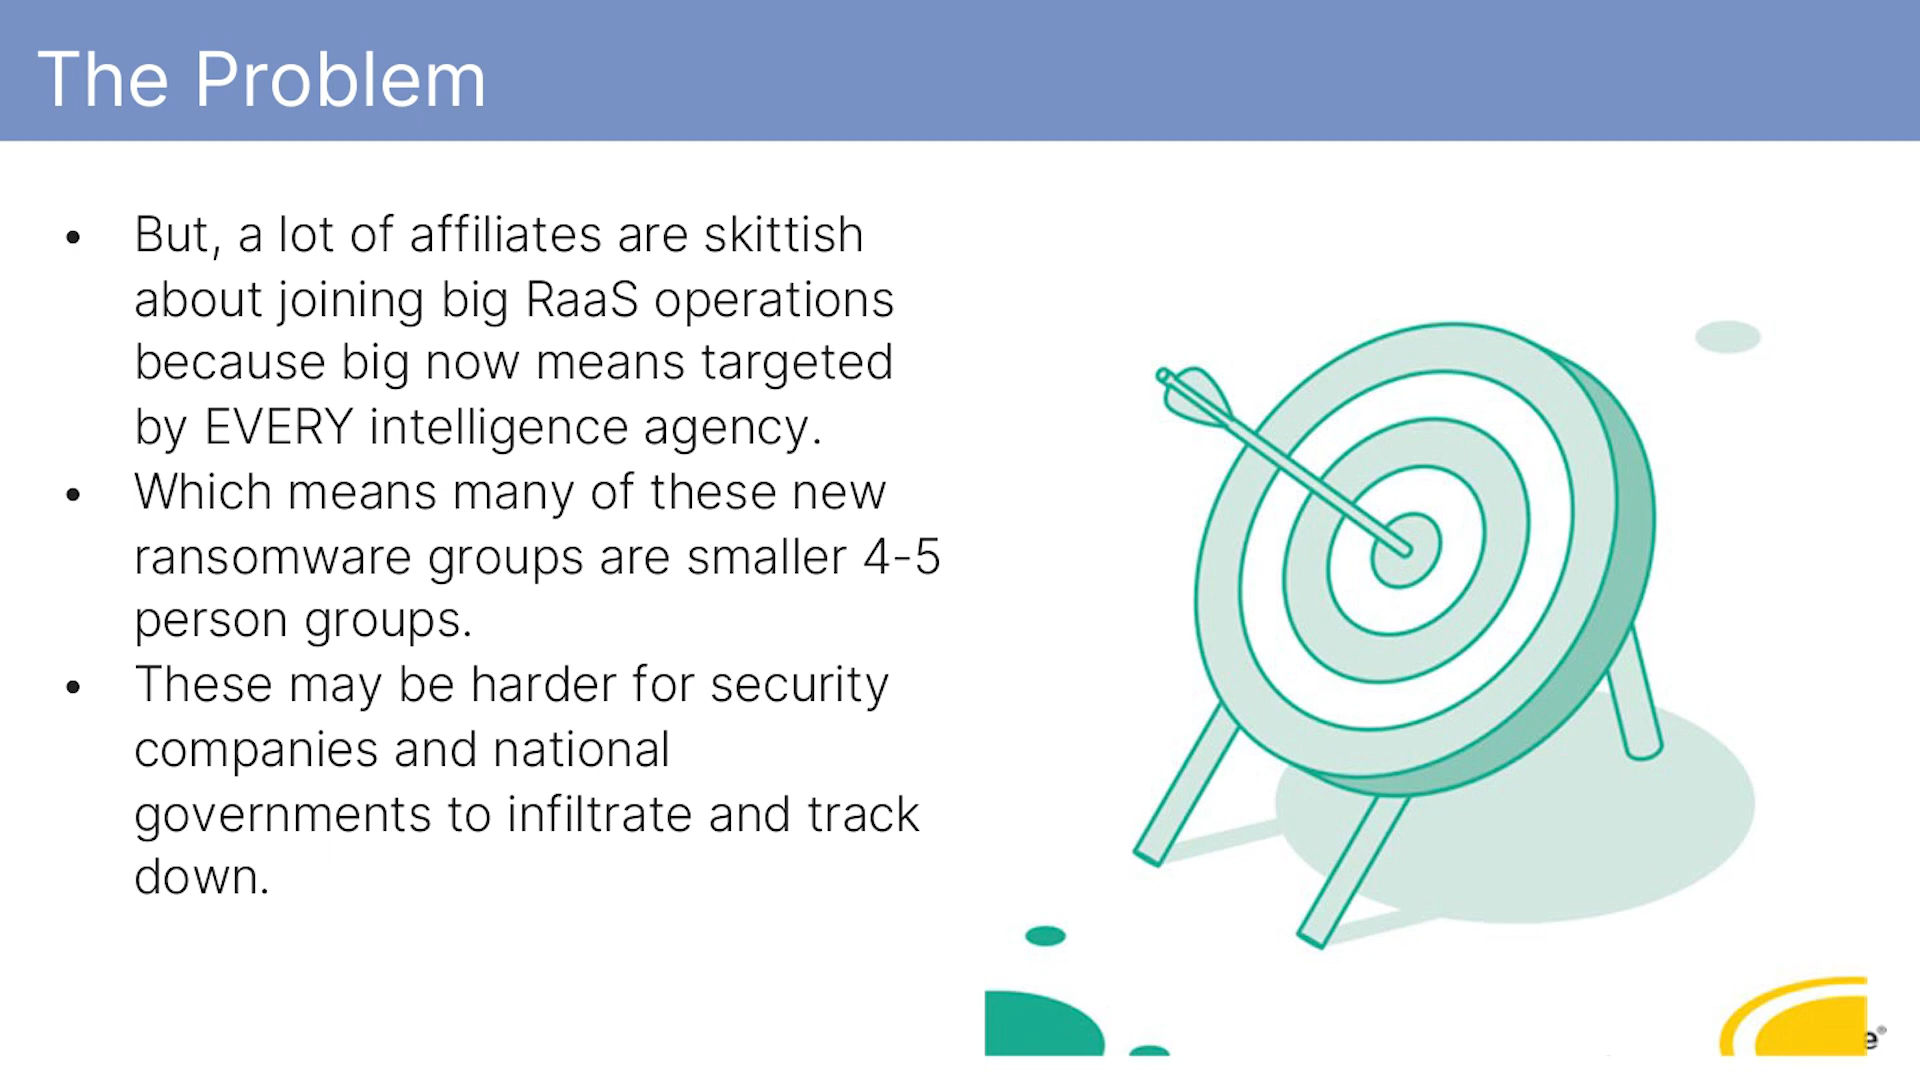 The Problem
• But, a lot of affiliates are skittish
about joining big RaaS operations
because big now means targeted
by EVERY intelligence agency.
• Which means many of these new
ransomware groups are smaller 4-5
person groups.
• These may be harder for security
companies and national
governments to infiltrate and track
down.
e®